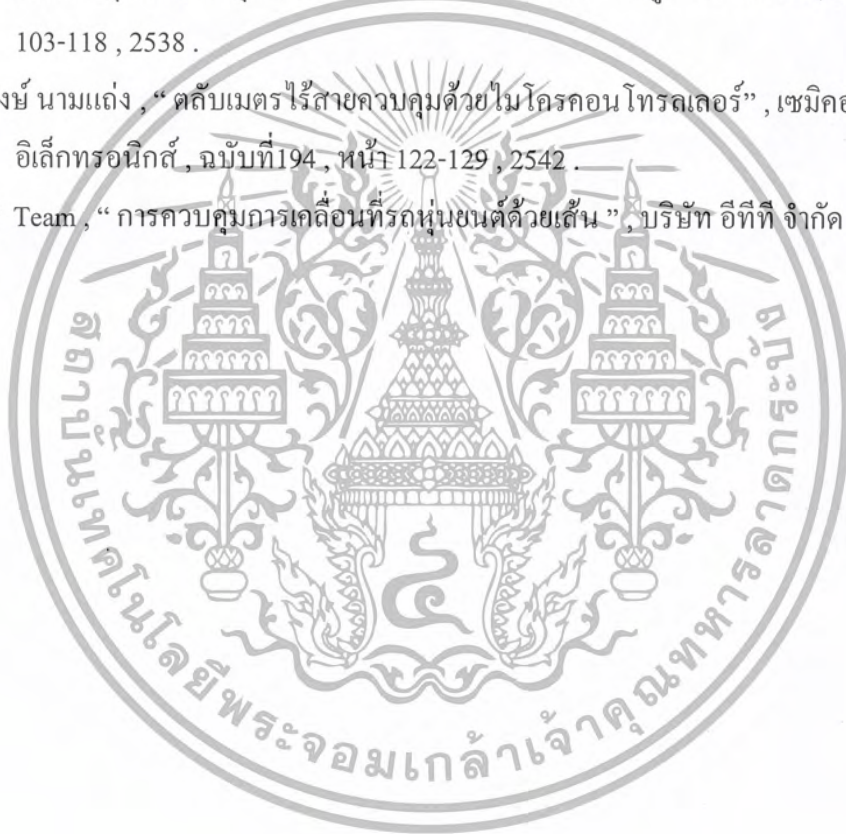 103-118 , 2538 .
งษ์ นามแถ่ง , “ ตลับเมตรไร้สายควบคุมด้วยไมโครคอนโทรลเลอร์” ,
อิเล็กทรอนิกส์ , ฉบับที่194 , หน้า 122-129 , 2542 .
Team , “ การควบคุมการเคลื่อนที่รถหุ่นยนต์ด้วยเส้น ” , บริษัท อีทีที จำกัด
สถาบันเทคโนโลยีพระจอมเกล้าเจ้าคุณทหารลาดกระบัง
๔